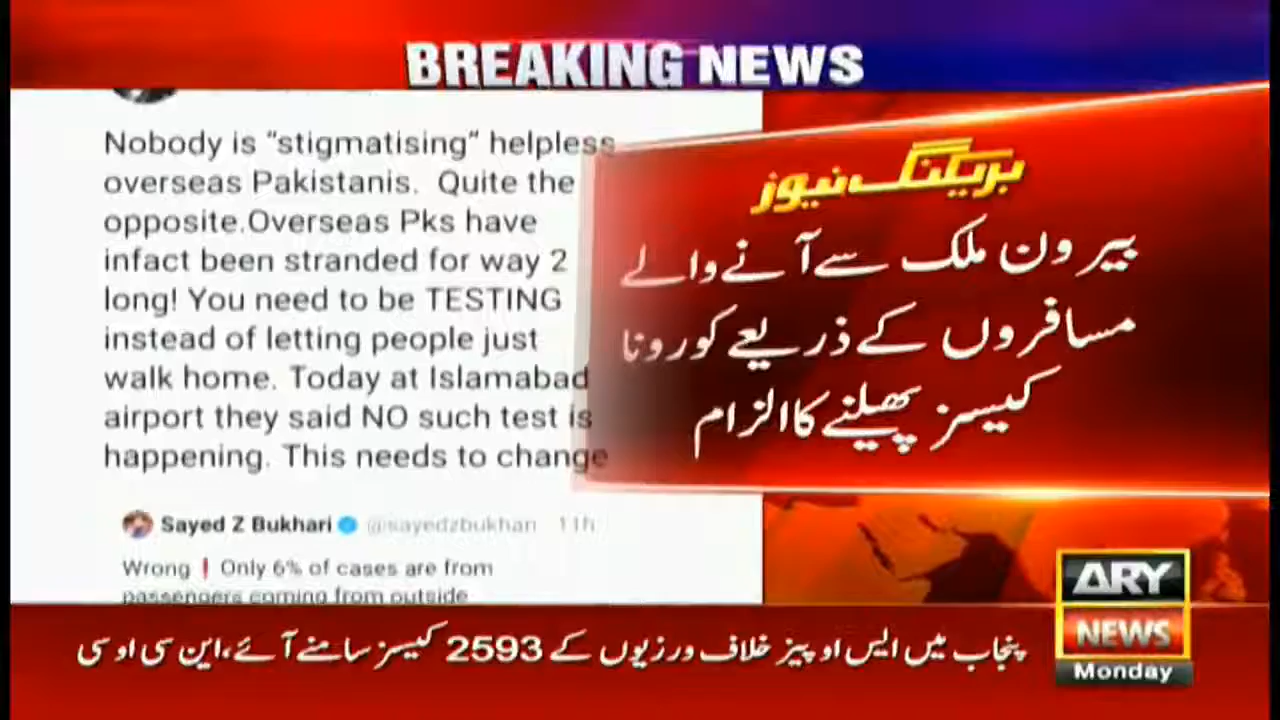 BREAKING NEWS
Nobody is “stigmatising” helpless
overseas Pakistanis. Quite the
opposite.Overseas Pks have
infact been stranded for way 2
long! You need to be TESTING
instead of letting people just
walk home. Today at Islamabad
airport they said NO such test is
happening. This needs to change
Sayed Z Bukhari @sayedzbukhari 11h
Wrong❗Only 6% of cases are from
passengers coming from outside
بریکنگ نیوز
بیرون ملک سے آنے والے
مسافروں کے ذریعے کورونا
کیسز پھیلنے کا الزام
ARY
NEWS
Monday
پنجاب میں ایس او پیز خلاف ورزیوں کے 2593 کیسز سامنے آئے،این سی او سی